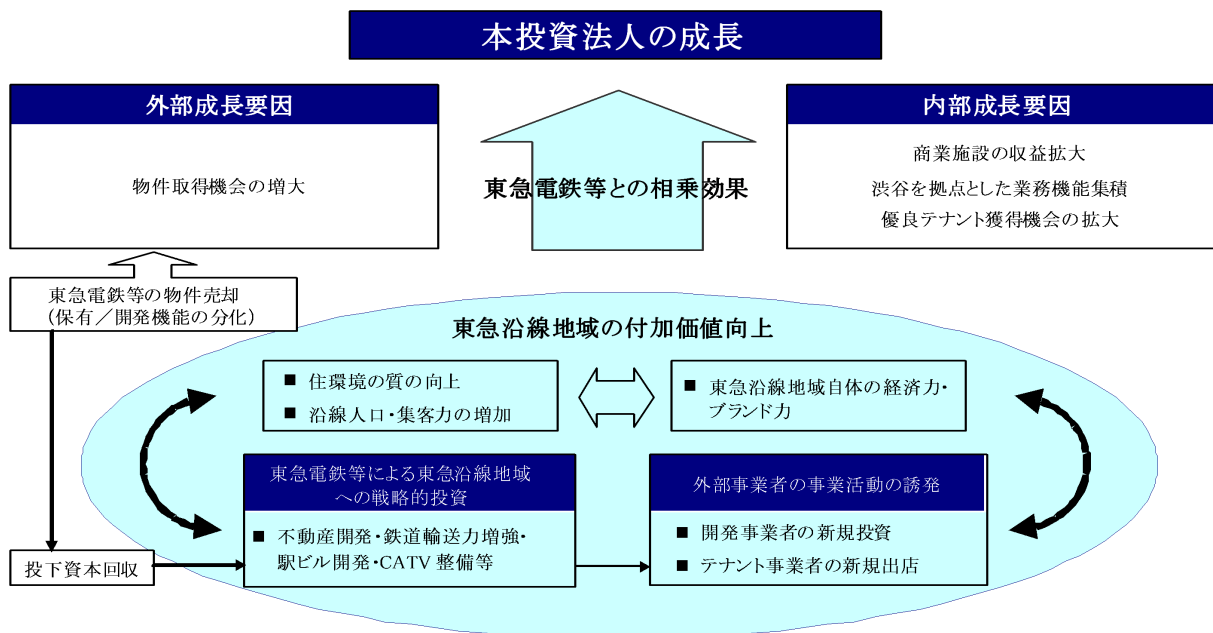 本投資法人の成長
外部成長要因
物件取得機会の増大
東急電鉄等との相乗効果
内部成長要因
商業施設の収益拡大
渋谷を拠点とした業務機能集積
優良テナント獲得機会の拡大
東急電鉄等の物件売却
(保有／開発機能の分化)
東急沿線地域の付加価値向上
■ 住環境の質の向上
■ 沿線人口・集客力の増加
■ 東急沿線地域自体の経済力・
ブランド力
東急電鉄等による東急沿線地域
への戦略的投資
■ 不動産開発・鉄道輸送力増強・
駅ビル開発・CATV 整備等
外部事業者の事業活動の誘発
■ 開発事業者の新規投資
■ テナント事業者の新規出店
投下資本回収